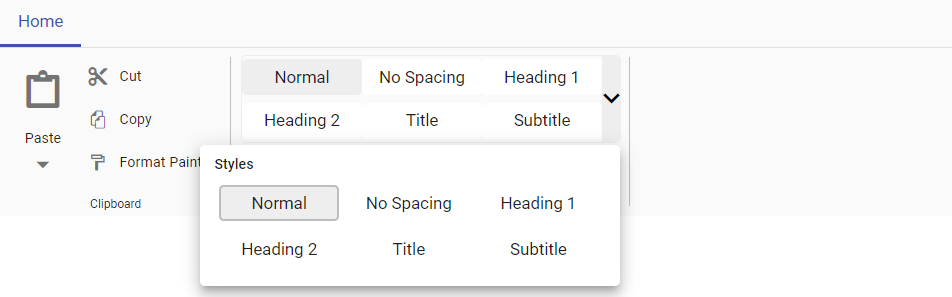 Home
Paste
Cut
Copy
Format Paint
Clipboard
Normal No Spacing Heading 1
Heading 2 Title Subtitle
Styles
Normal No Spacing Heading 1
Heading 2 Title Subtitle